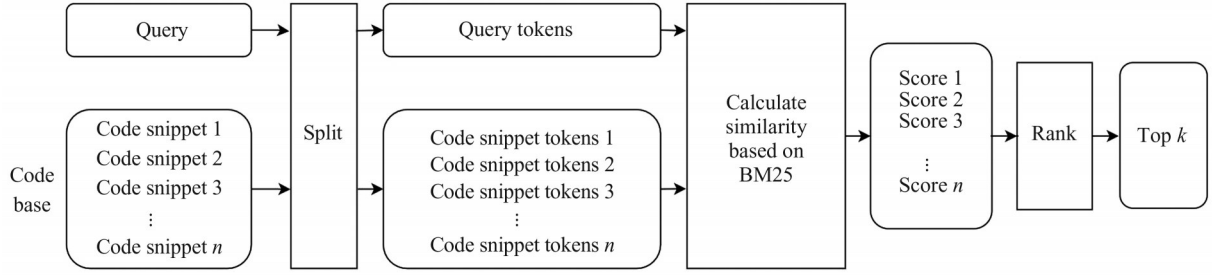 Query
Split
Query tokens
Code
base
Code snippet 1
Code snippet 2
Code snippet 3
⋮
Code snippet n
Code snippet tokens 1
Code snippet tokens 2
Code snippet tokens 3
⋮
Code snippet tokens n
Calculate
similarity
based on
BM25
Score 1
Score 2
Score 3
⋮
Score n
Rank
Top k